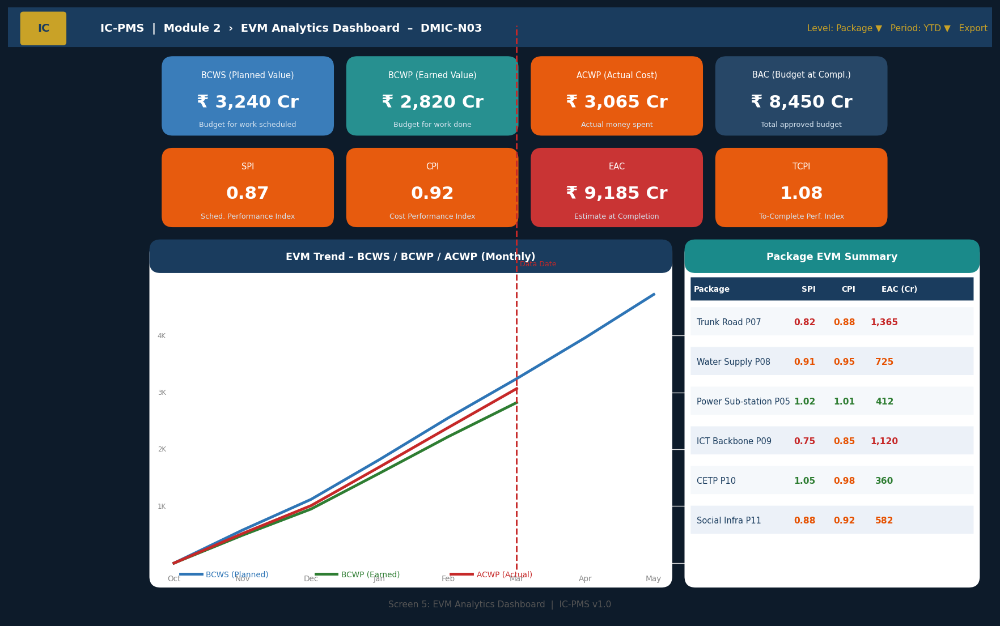 IC
IC-PMS | Module 2 › EVM Analytics Dashboard – DMIC-N03
Level: Package ▼ Period: YTD ▼ Export
BCWS (Planned Value)
₹ 3,240 Cr
Budget for work scheduled
BCWP (Earned Value)
₹ 2,820 Cr
Budget for work done
ACWP (Actual Cost)
₹ 3,065 Cr
Actual money spent
BAC (Budget at Compl.)
₹ 8,450 Cr
Total approved budget
SPI
0.87
Sched. Performance Index
CPI
0.92
Cost Performance Index
EAC
₹ 9,185 Cr
Estimate at Completion
TCPI
1.08
To-Complete Perf. Index
EVM Trend – BCWS / BCWP / ACWP (Monthly)
Data Date
4K
3K
2K
1K
BCWS (Planned) BCWP (Earned) ACWP (Actual)
Oct Nov Dec Jan Feb Mar Apr May
Package EVM Summary
Package SPI CPI EAC (Cr)
Trunk Road P07 0.82 0.88 1,365
Water Supply P08 0.91 0.95 725
Power Sub-station P05 1.02 1.01 412
ICT Backbone P09 0.75 0.85 1,120
CETP P10 1.05 0.98 360
Social Infra P11 0.88 0.92 582
Screen 5: EVM Analytics Dashboard | IC-PMS v1.0